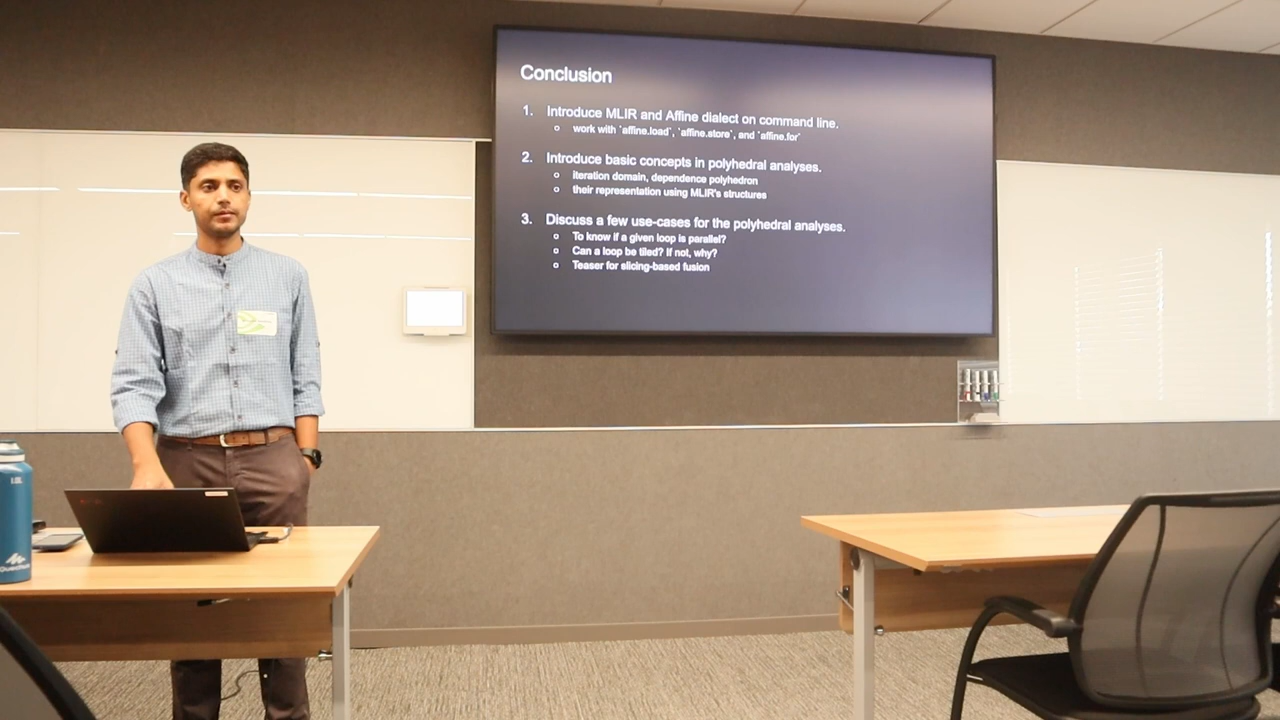 Conclusion
1. Introduce MLIR and Affine dialect on command line.
○ work with `affine.load`, `affine.store`, and `affine.for`
2. Introduce basic concepts in polyhedral analyses.
○ iteration domain, dependence polyhedron
○ their representation using MLIR's structures
3. Discuss a few use-cases for the polyhedral analyses.
○ To know if a given loop is parallel?
○ Can a loop be tiled? If not, why?
○ Teaser for slicing-based fusion